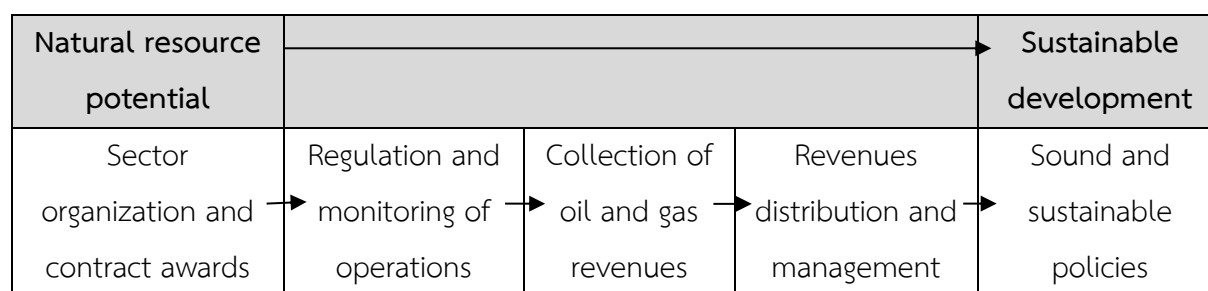 Natural resource
potential
Sustainable
development
Sector
organization and
contract awards
Regulation and
monitoring of
operations
Collection of
oil and gas
revenues
Revenues
distribution and
management
Sound and
sustainable
policies